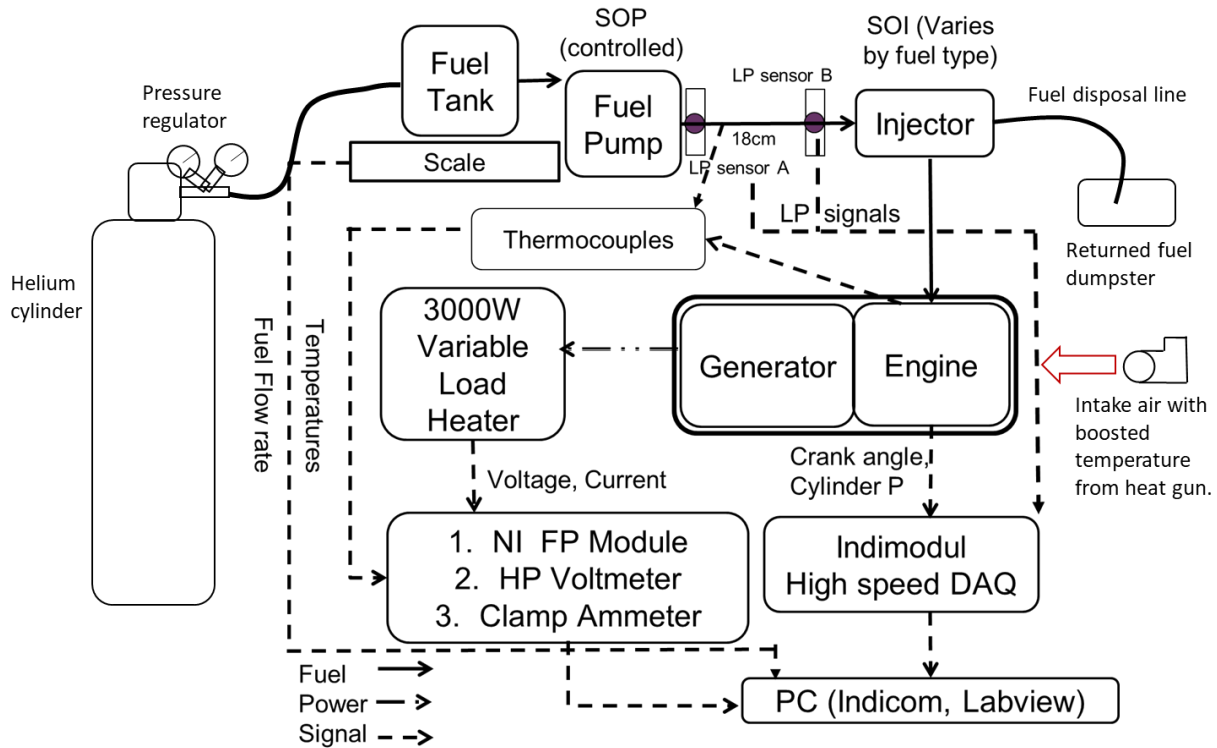 SOP
(controlled)
SOI (Varies
by fuel type)
Fuel
Tank
LP sensor B
Pressure
regulator
Fuel
Pump
Injector
Fuel disposal line
18cm
Scale
LP sensor A
LP signals
Thermocouples
Returned fuel
dumpster
Helium
cylinder
3000W
Variable
Load
Heater
Generator
Engine
Fuel Flow rate
Temperatures
Intake air with
boosted
temperature
from heat gun.
Crank angle,
Cylinder P
Voltage, Current
1. NI FP Module
2. HP Voltmeter
3. Clamp Ammeter
Indimodul
High speed DAQ
Fuel
Power
Signal
PC (Indicom, Labview)